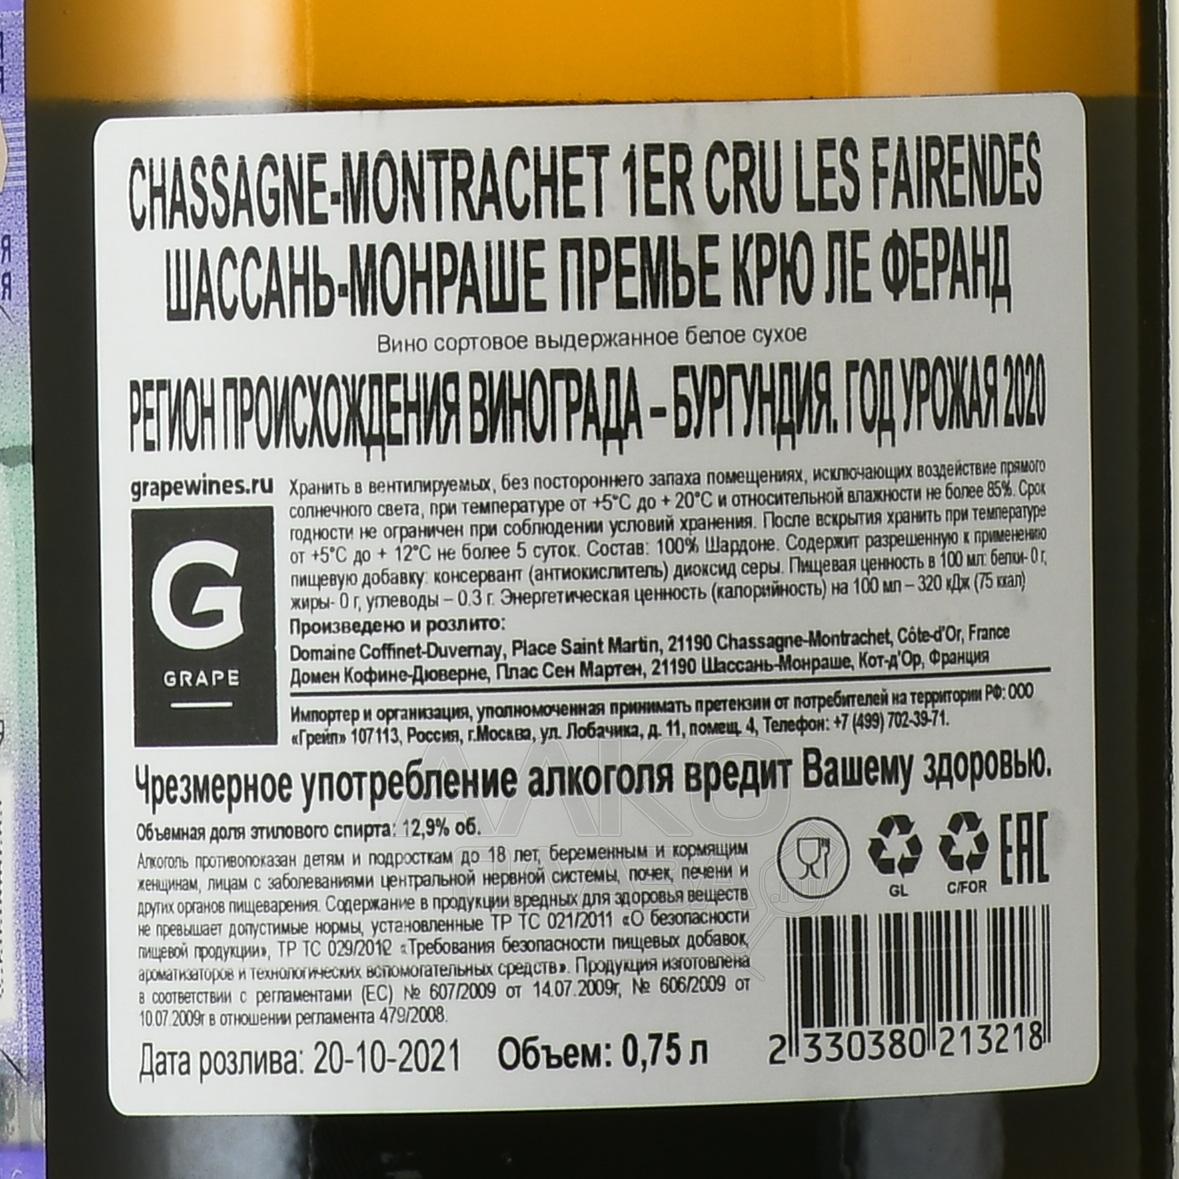 CHASSAGNE-MONTRACHET 1ER CRU LES FAIRENDES
ШАССАНЬ-МОНРАШЕ ПРЕМЬЕ КРЮ ЛЕ ФЕРАНД
Вино сортовое выдержанное белое сухое
РЕГИОН ПРОИСХОЖДЕНИЯ ВИНОГРАДА – БУРГУНДИЯ. ГОД УРОЖАЯ 2020
grapewines.ru
G
GRAPE
Хранить в вентилируемых, без постороннего запаха помещениях, исключающих воздействие прямого
солнечного света, при температуре от +5°С до + 20°С и относительной влажности не более 85%. Срок
годности не ограничен при соблюдении условий хранения. После вскрытия хранить при температуре
от +5°С до + 12°С не более 5 суток. Состав: 100% Шардоне. Содержит разрешенную к применению
пищевую добавку: консервант (антиокислитель) диоксид серы. Пищевая ценность в 100 мл: белки- 0 г,
жиры- 0 г, углеводы – 0.3 г. Энергетическая ценность (калорийность) на 100 мл – 320 кДж (75 ккал)
Произведено и розлито:
Domaine Coffinet-Duvernay, Place Saint Martin, 21190 Chassagne-Montrachet, Côte-d'Or, France
Домен Кофине-Дюверне, Плас Сен Мартен, 21190 Шассань-Монраше, Кот-д'Ор, Франция
Импортер и организация, уполномоченная принимать претензии от потребителей на территории РФ: ООО
«Грейп» 107113, Россия, г.Москва, ул. Лобачика, д. 11, помещ. 4, Телефон: +7 (499) 702-39-71.
Чрезмерное употребление алкоголя вредит Вашему здоровью.
Объемная доля этилового спирта: 12,9% об.
Алкоголь противопоказан детям и подросткам до 18 лет, беременным и кормящим
женщинам, лицам с заболеваниями центральной нервной системы, почек, печени и
других органов пищеварения. Содержание в продукции вредных для здоровья веществ
не превышает допустимые нормы, установленные ТР ТС 021/2011 «О безопасности
пищевой продукции», ТР ТС 029/2012 «Требования безопасности пищевых добавок,
ароматизаторов и технологических вспомогательных средств». Продукция изготовлена
в соответствии с регламентами (ЕС) № 607/2009 от 14.07.2009г, № 606/2009 от
10.07.2009г в отношении регламента 479/2008.
GL
C/FOR
EAC
Дата розлива: 20-10-2021 Объем: 0,75 л
2 330380 213218